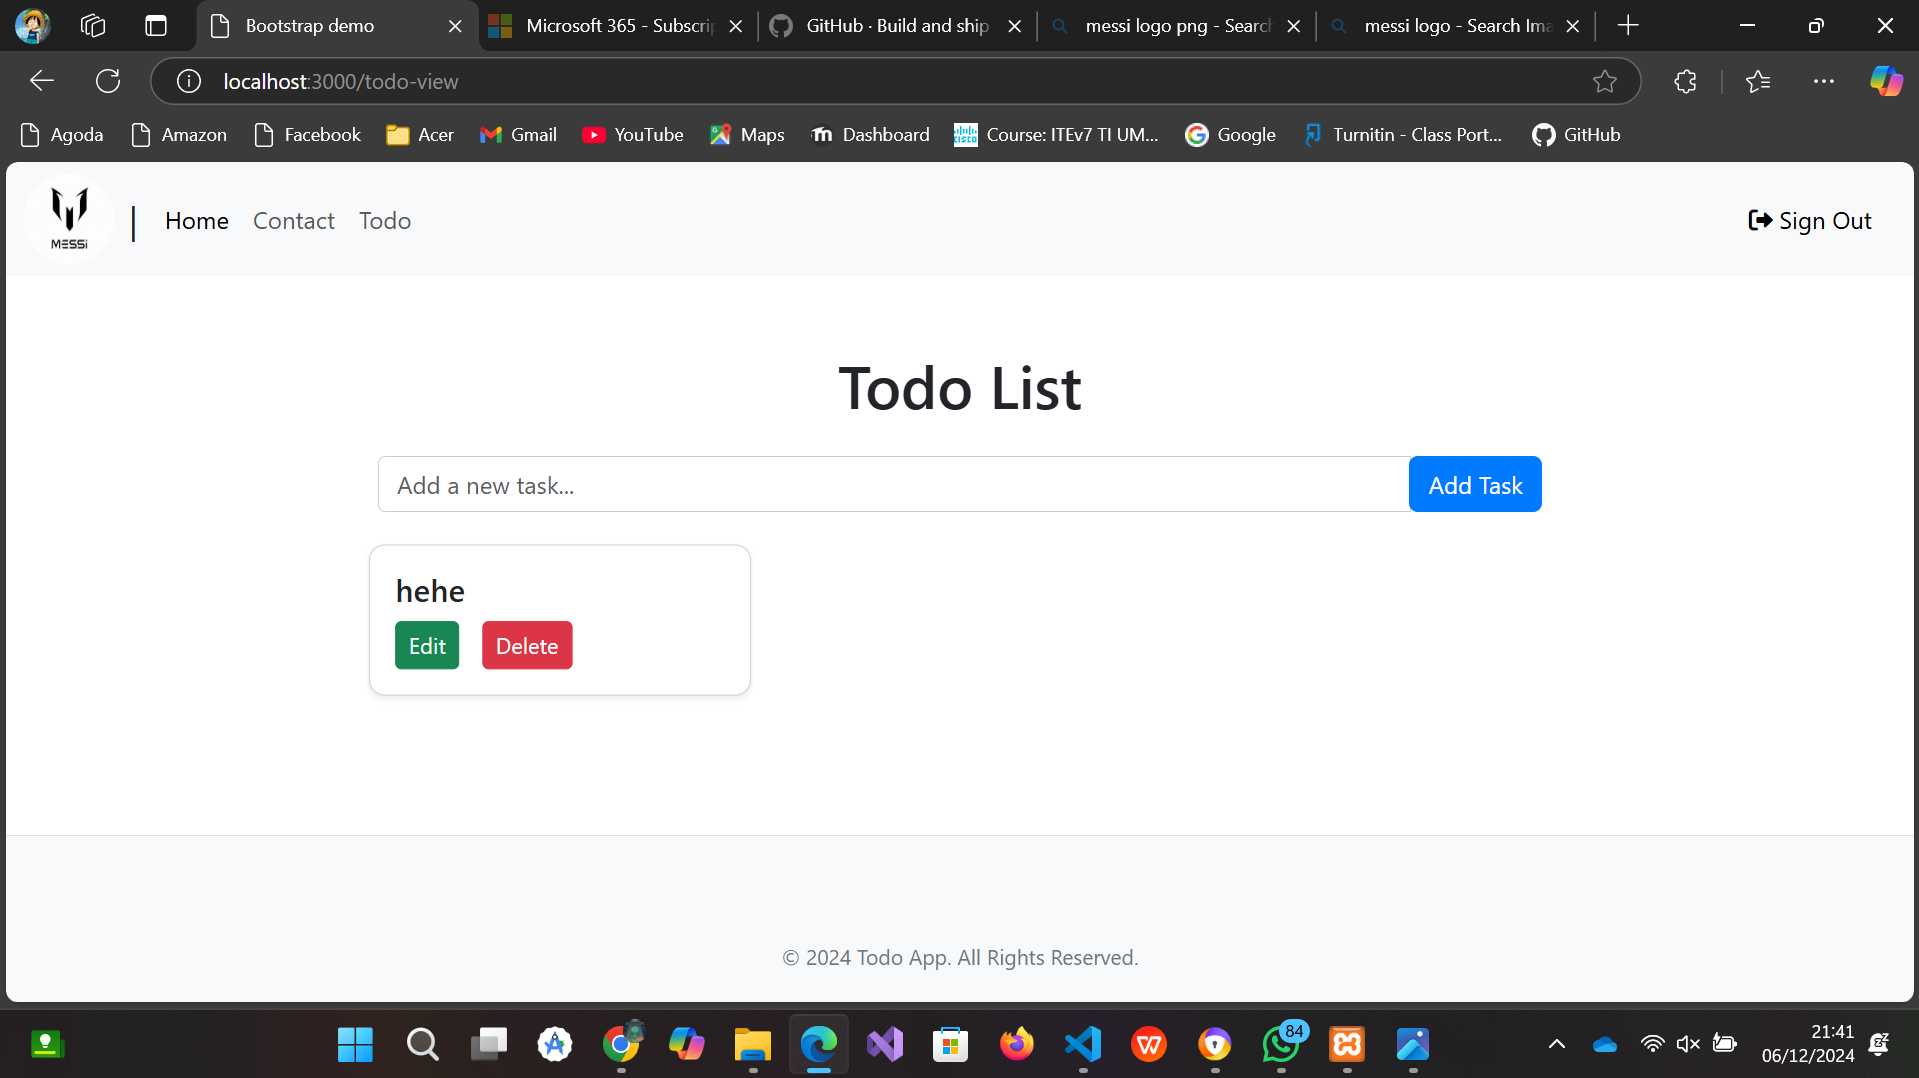 Bootstrap demo
Microsoft 365 - Subscrip
GitHub · Build and ship
messi logo png - Search
messi logo - Search Ima
localhost:3000/todo-view
Agoda
Amazon
Facebook
Acer
Gmail
YouTube
Maps
Dashboard
Course: ITEv7 TI UM...
Google
Turnitin - Class Port...
GitHub
MESSI
| Home Contact Todo
Sign Out
Todo List
Add a new task...
Add Task
hehe
Edit
Delete
© 2024 Todo App. All Rights Reserved.
84
21:41
06/12/2024